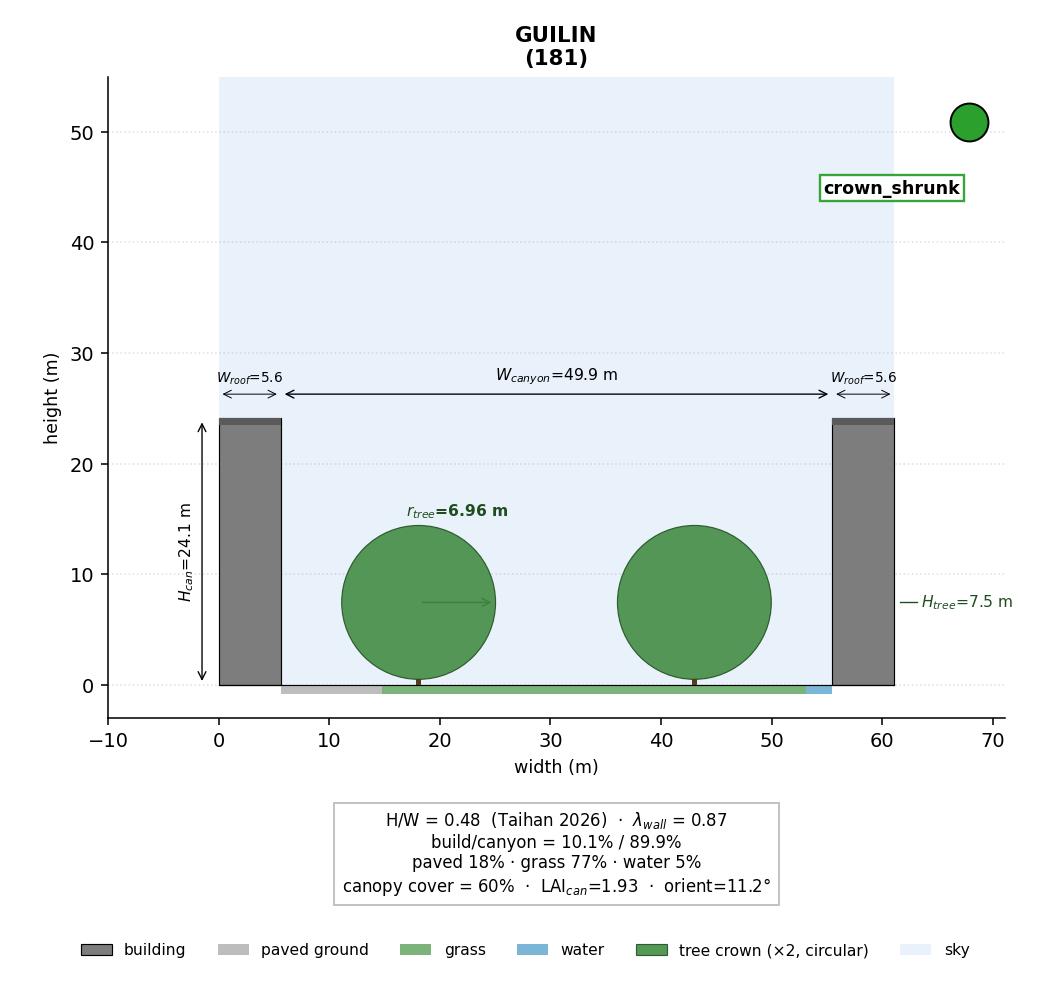 GUILIN
(181)
crown_shrunk
50
40
30
20
10
0
height (m)
W_roof=5.6
W_canyon=49.9 m
W_roof=5.6
H_can=24.1 m
r_tree=6.96 m
H_tree=7.5 m
−10 0 10 20 30 40 50 60 70
width (m)
H/W = 0.48 (Taihan 2026) · λ_wall = 0.87
build/canyon = 10.1% / 89.9%
paved 18% · grass 77% · water 5%
canopy cover = 60% · LAI_can=1.93 · orient=11.2°
building paved ground grass water tree crown (×2, circular) sky